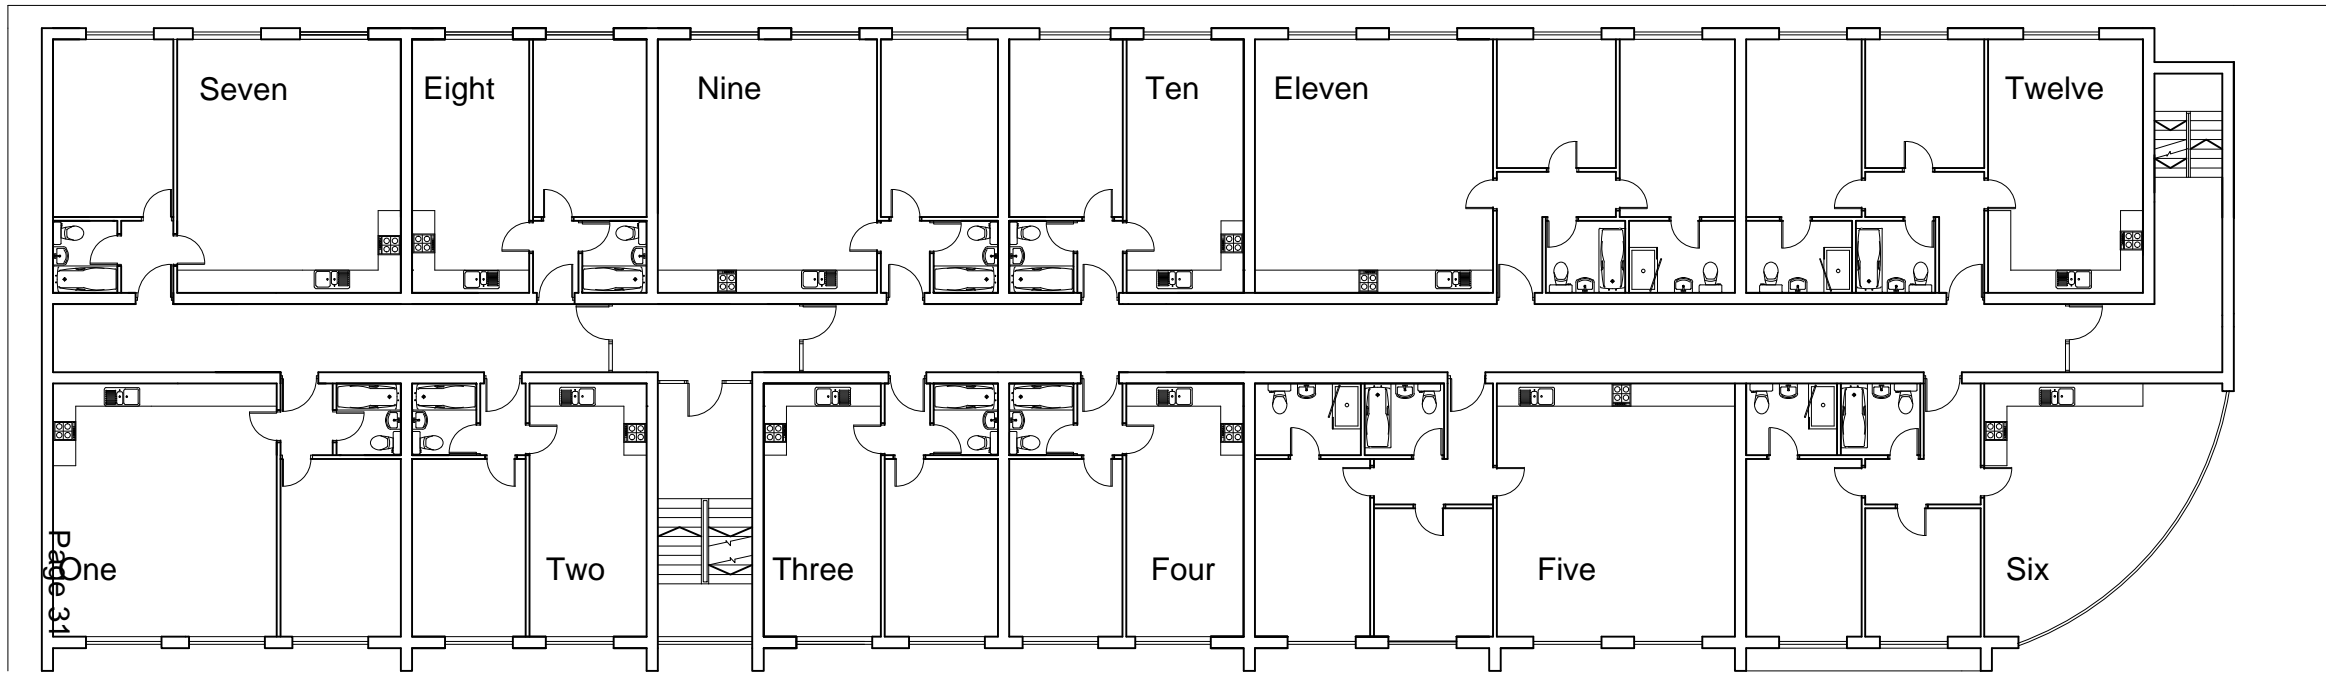 Seven
Eight
Nine
Ten
Eleven
Twelve
One
Two
Three
Four
Five
Six
Page 31